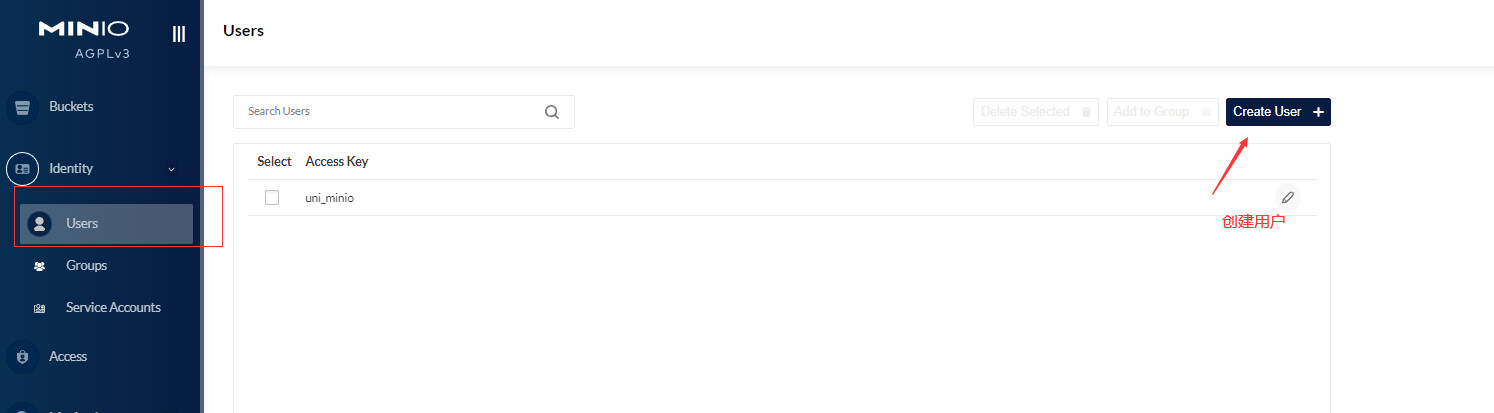 MINIO
AGPLv3
Buckets
Identity
Users
Groups
Service Accounts
Access
Users
Search Users
Delete Selected
Add to Group
Create User
Select Access Key
uni_minio
创建用户